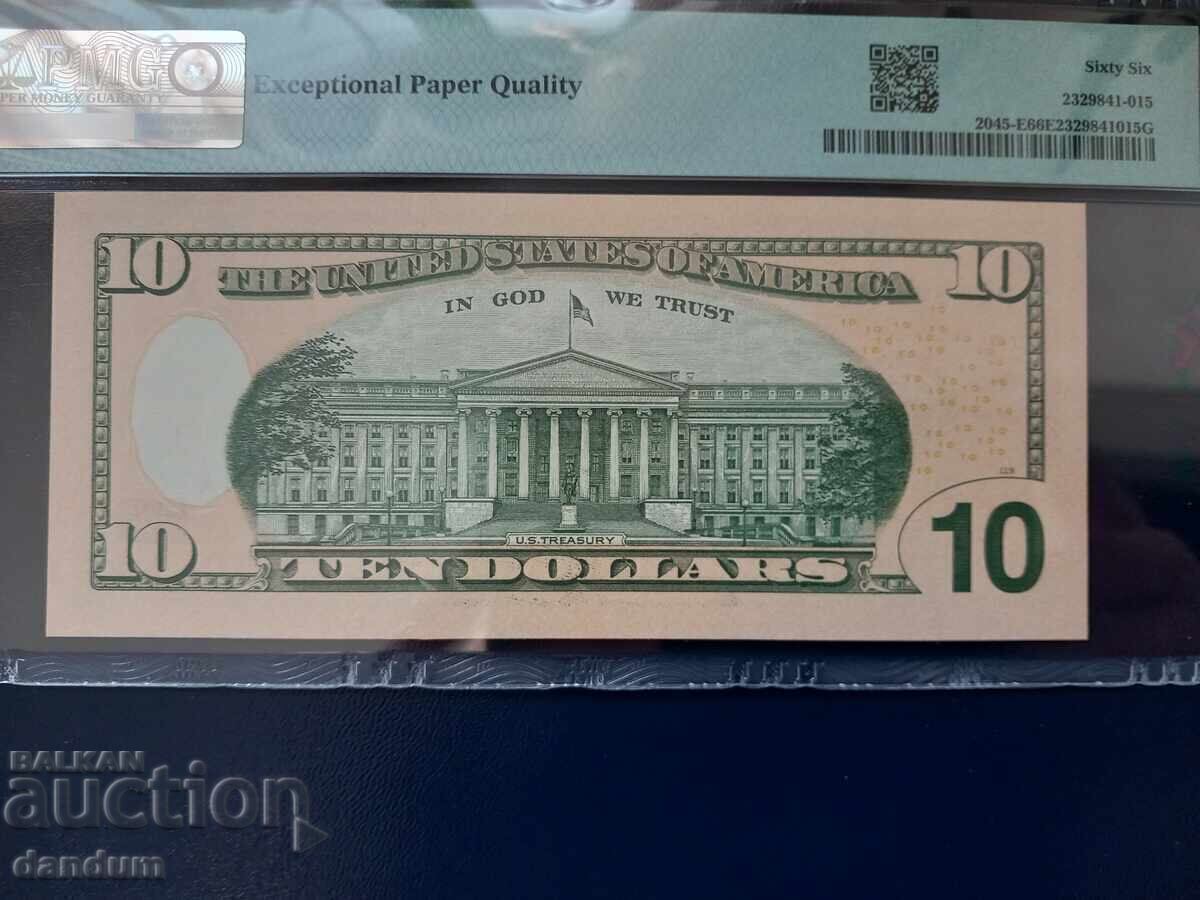 PMG
PER MONEY GUARANTY
Exceptional Paper Quality
Sixty Six
2329841-015
2045-E66E2329841015G
10
THE UNITED STATES OF AMERICA
10
IN GOD WE TRUST
U.S. TREASURY
10
TEN DOLLARS
10
BALKAN
auction
dandum